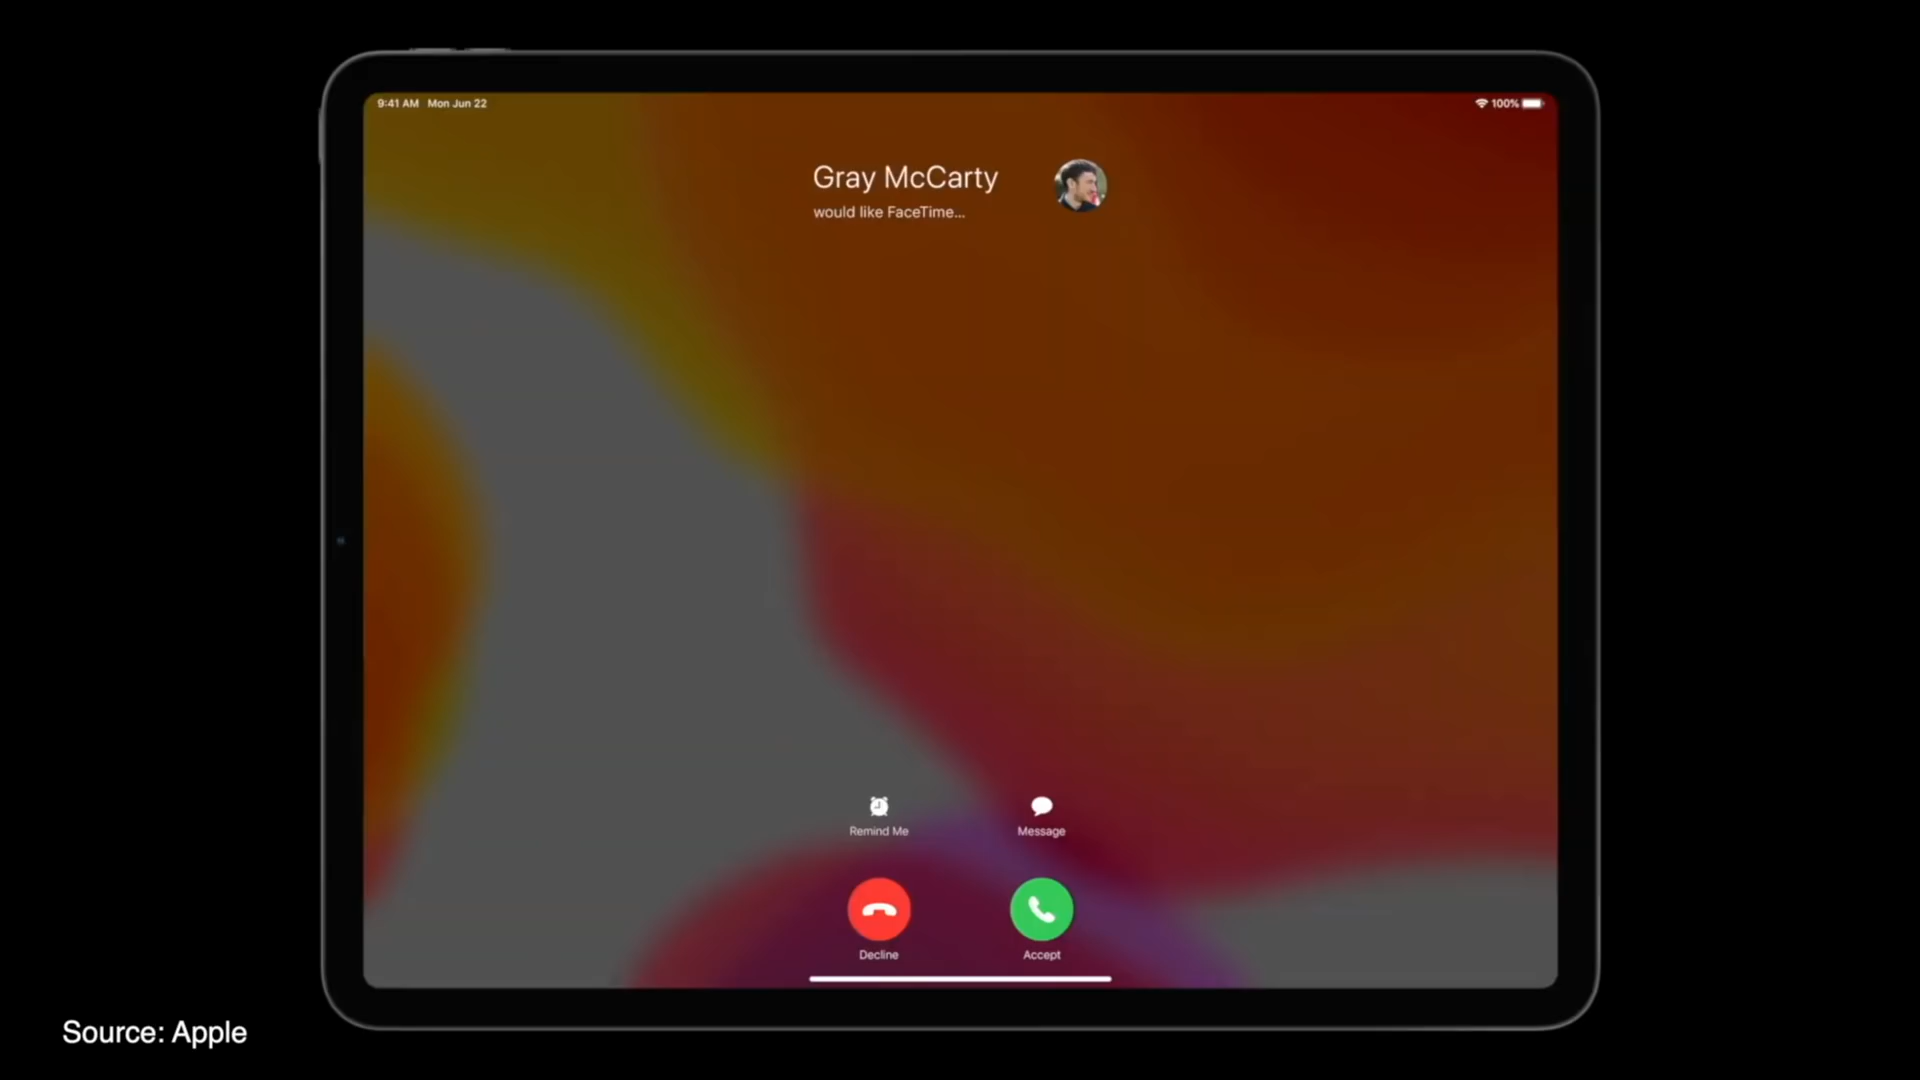 9:41 AM Mon Jun 22
100%
Gray McCarty
would like FaceTime...
Remind Me
Message
Decline
Accept
Source: Apple